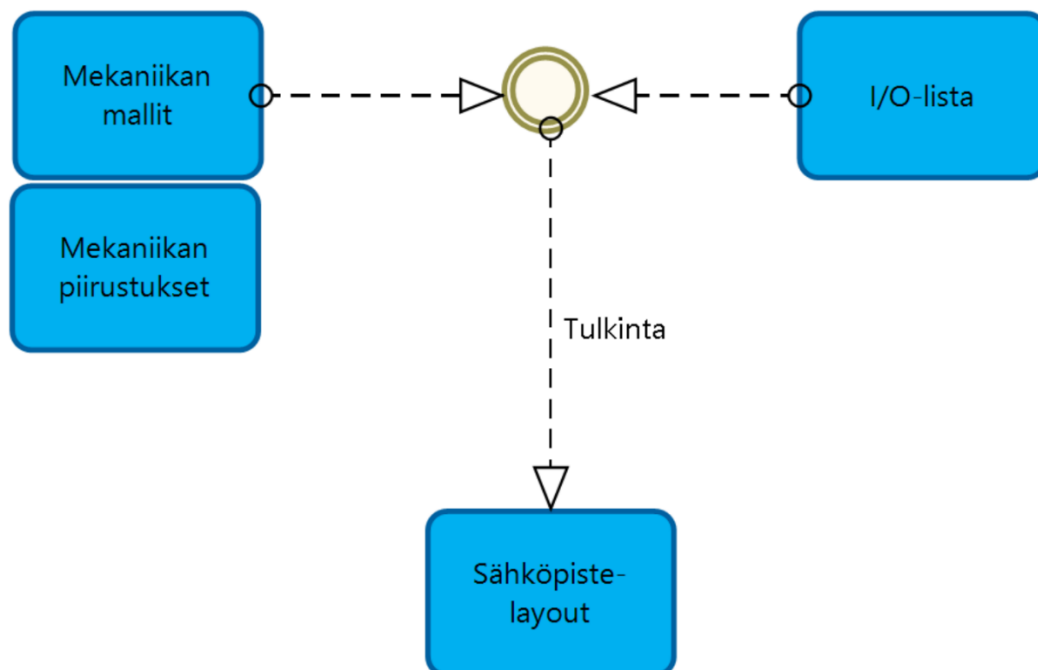 Mekaniikan
mallit
I/O-lista
Mekaniikan
piirustukset
Tulkinta
Sähköpiste-
layout